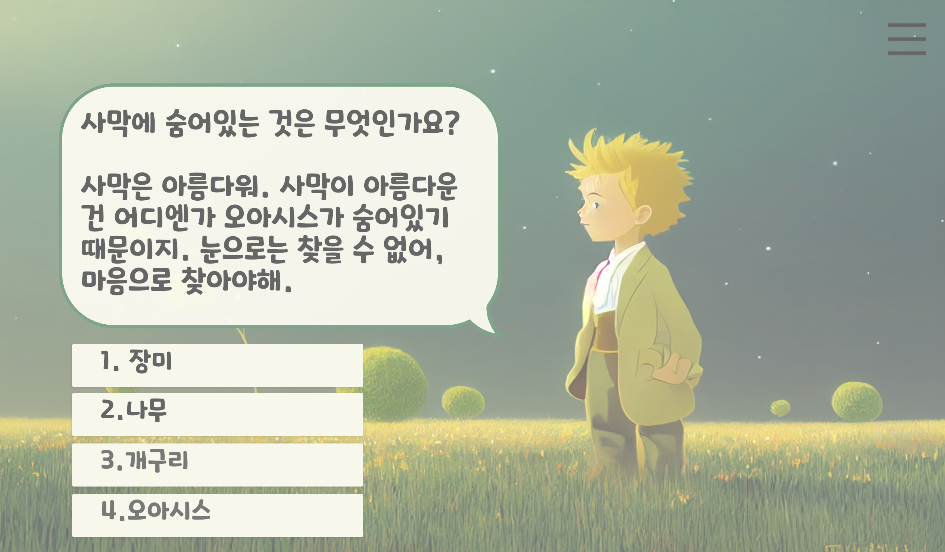 사막에 숨어있는 것은 무엇인가요?
사막은 아름다워. 사막이 아름다운
건 어디엔가 오아시스가 숨어있기
때문이지. 눈으로는 찾을 수 없어,
마음으로 찾아야해.
1. 장미
2.나무
3.개구리
4.오아시스